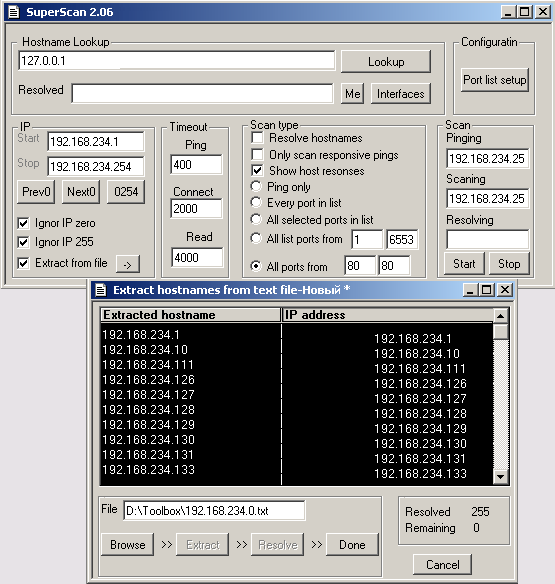 SuperScan 2.06
Hostname Lookup
127.0.0.1
Lookup
Resolved
Me
Interfaces
Configuratin
Port list setup
IP
Start 192.168.234.1
Stop 192.168.234.254
Prev0 Next0 0254
Ignor IP zero
Ignor IP 255
Extract from file ->
Timeout
Ping
400
Connect
2000
Read
4000
Scan type
Resolve hostnames
Only scan responsive pings
Show host resonses
Ping only
Every port in list
All selected ports in list
All list ports from 1 6553
All ports from 80 80
Scan
Pinging
192.168.234.25
Scaning
192.168.234.25
Resolving
Start Stop
Extract hostnames from text file-Новый *
Extracted hostname IP address
192.168.234.1 192.168.234.1
192.168.234.10 192.168.234.10
192.168.234.111 192.168.234.111
192.168.234.126 192.168.234.126
192.168.234.127 192.168.234.127
192.168.234.128 192.168.234.128
192.168.234.129 192.168.234.129
192.168.234.130 192.168.234.130
192.168.234.131 192.168.234.131
192.168.234.133 192.168.234.133
File D:\Toolbox\192.168.234.0.txt
Browse >> Extract >> Resolve >> Done
Resolved 255
Remaining 0
Cancel